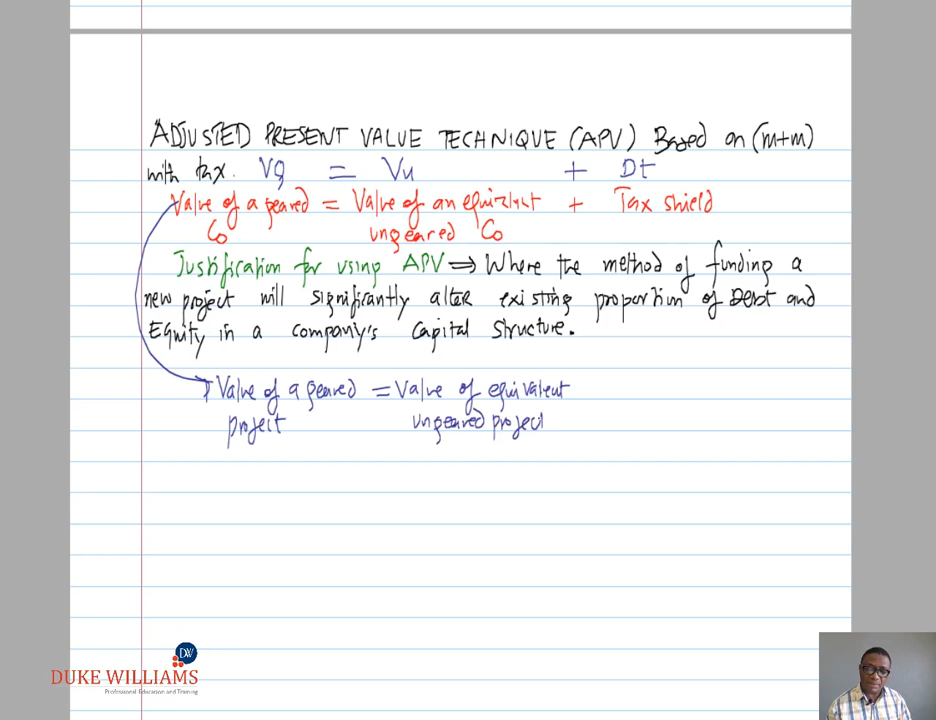 ADJUSTED PRESENT VALUE TECHNIQUE (APV) Based on (m+m)
with tax. Vg = Vu + Dt
Value of a geared = Value of an equivalent + Tax shield
Co ungeared Co
Justification for using APV ⇒ Where the method of funding a
new project will significantly alter existing proportion of Debt and
Equity in a company's capital structure.
Value of a geared = Value of equivalent
project ungeared project
DW
DUKE WILLIAMS
Professional Education and Training